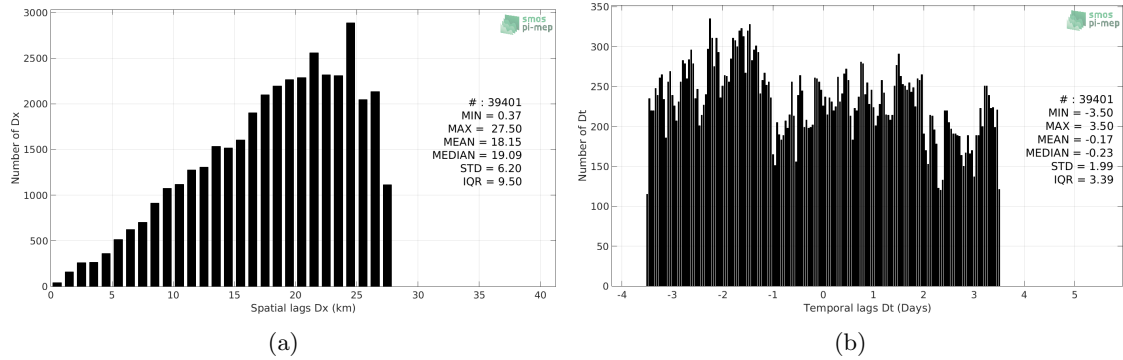 smos
pi-mep
3000
2500
2000
1500
1000
500
0
Number of Dx
# : 39401
MIN = 0.37
MAX = 27.50
MEAN = 18.15
MEDIAN = 19.09
STD = 6.20
IQR = 9.50
0 5 10 15 20 25 30 35 40
Spatial lags Dx (km)
(a)
smos
pi-mep
350
300
250
200
150
100
50
0
Number of Dt
# : 39401
MIN = -3.50
MAX = 3.50
MEAN = -0.17
MEDIAN = -0.23
STD = 1.99
IQR = 3.39
-4 -3 -2 -1 0 1 2 3 4 5
Temporal lags Dt (Days)
(b)